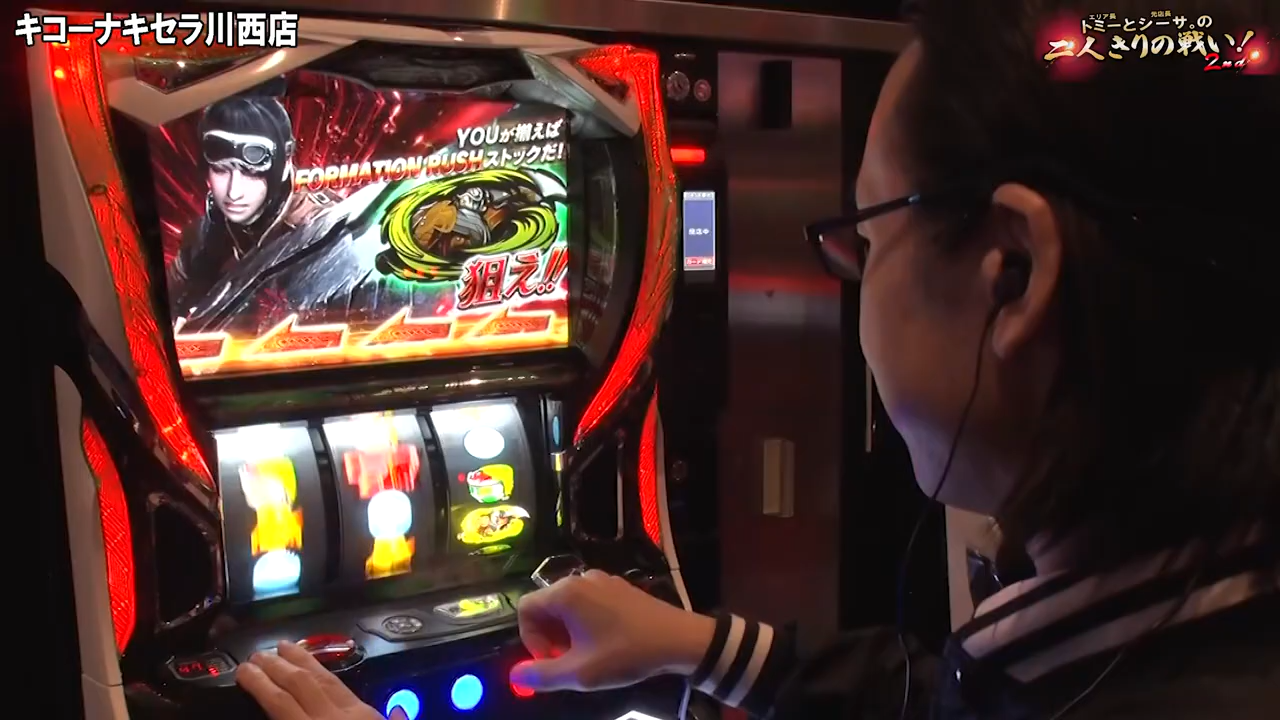 キコーナキセラ川西店
エリア長 元店長
トミーとシーサ。の
二人きりの戦い!
2nd
YOUが揃えば
FORMATION RUSHストックだ!
狙え!!